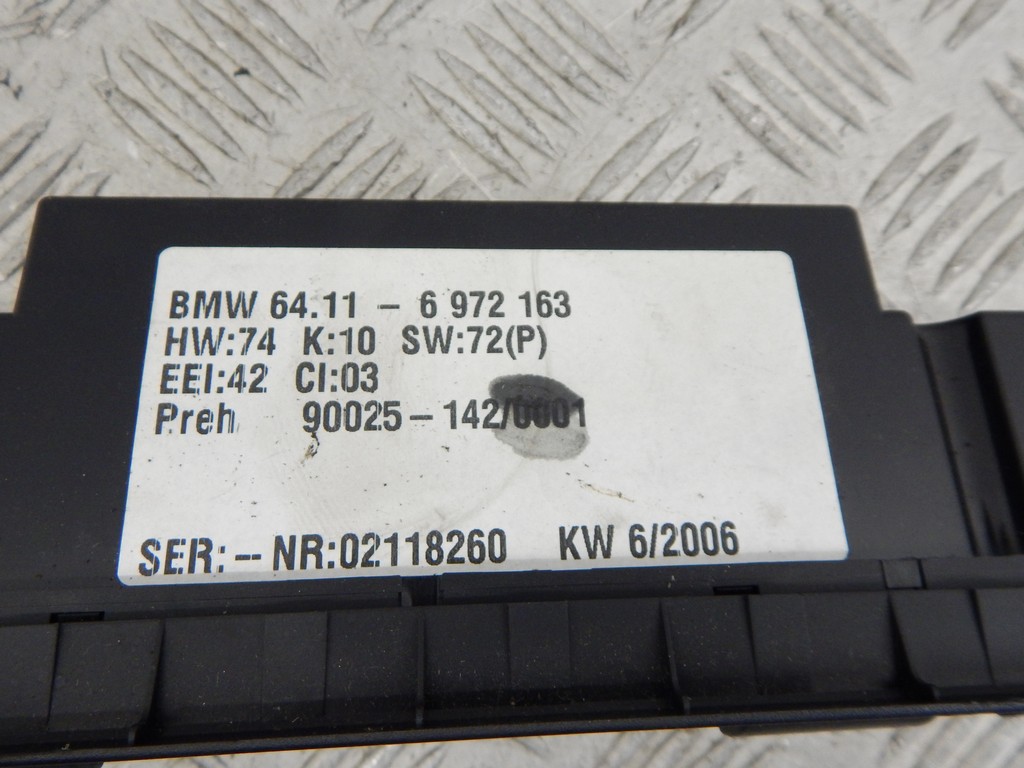 BMW 64.11 – 6 972 163
HW:74 K:10 SW:72(P)
EEI:42 CI:03
Preh 90025–142/0001
SER:–NR:02118260 KW 6/2006